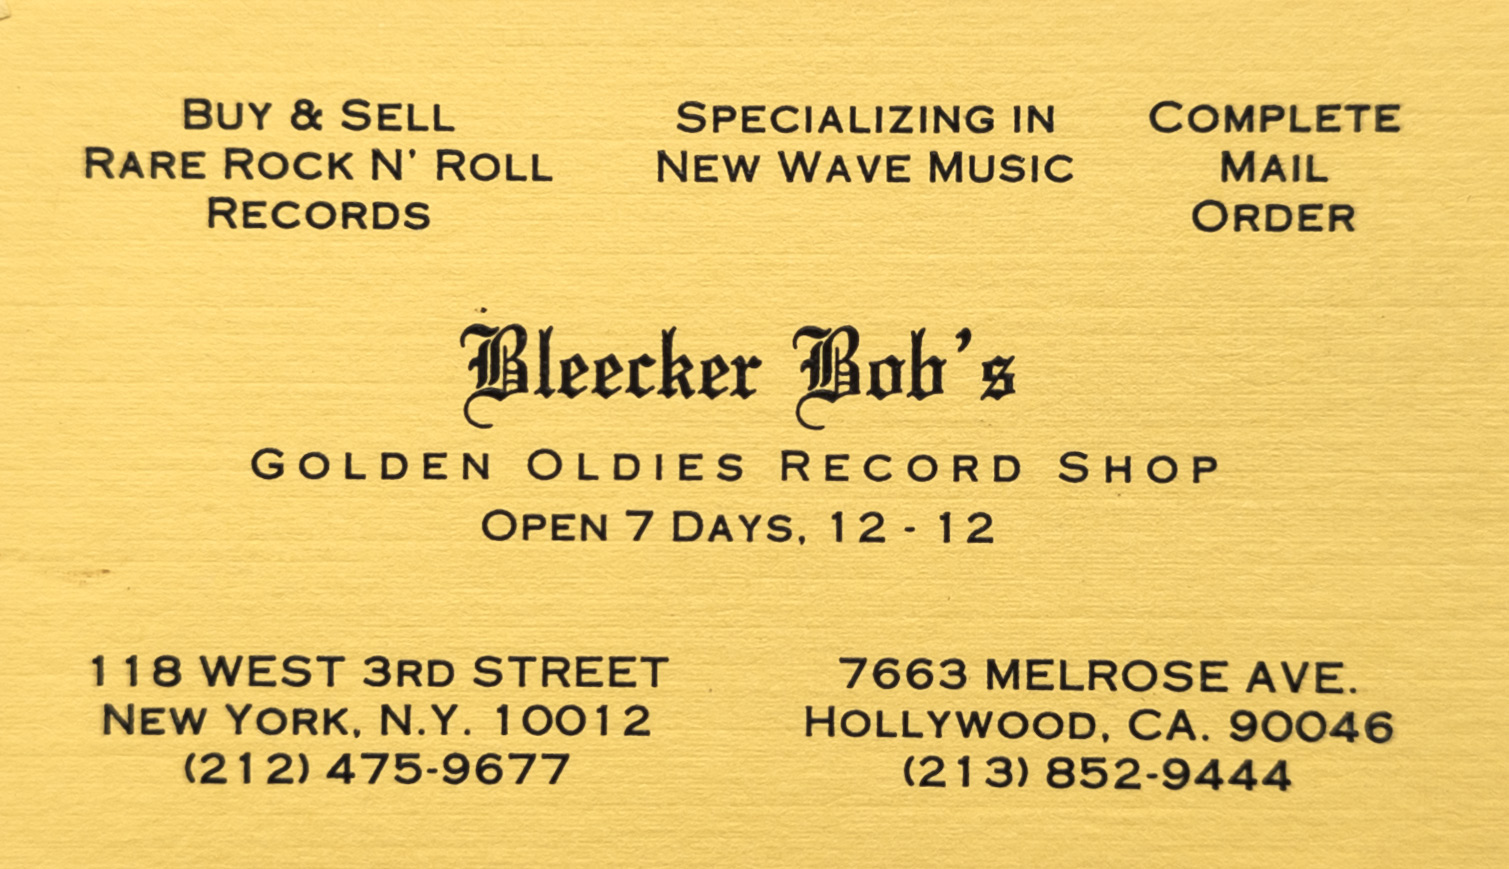 BUY & SELL
RARE ROCK N' ROLL
RECORDS
SPECIALIZING IN
NEW WAVE MUSIC
COMPLETE
MAIL
ORDER
Bleecker Bob's
GOLDEN OLDIES RECORD SHOP
OPEN 7 DAYS, 12 - 12
118 WEST 3RD STREET
NEW YORK, N.Y. 10012
(212) 475-9677
7663 MELROSE AVE.
HOLLYWOOD, CA. 90046
(213) 852-9444